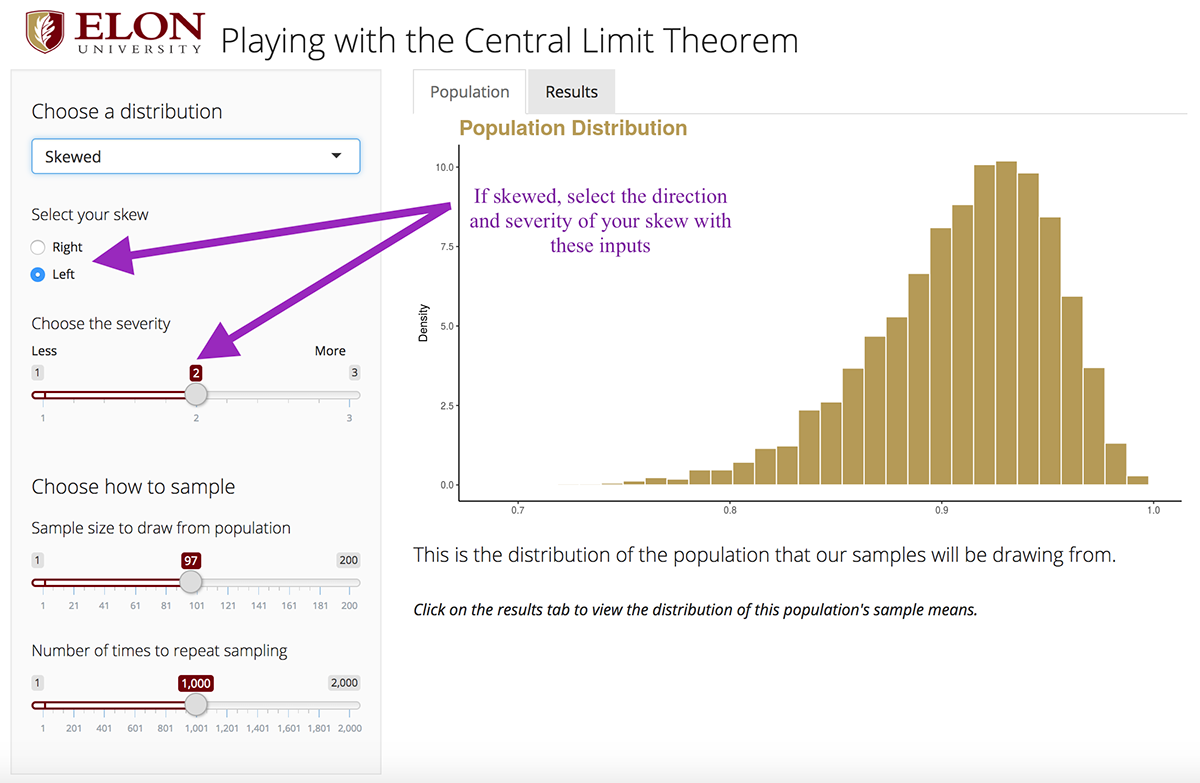 ELON
UNIVERSITY
Playing with the Central Limit Theorem
Choose a distribution
Skewed
Select your skew
Right
Left
Choose the severity
Less More
1 2 3
1 2 3
Choose how to sample
Sample size to draw from population
1 97 200
1 21 41 61 81 101 121 141 161 181 200
Number of times to repeat sampling
1 1,000 2,000
1 201 401 601 801 1,001 1,201 1,401 1,601 1,801 2,000
Population Results
Population Distribution
If skewed, select the direction
and severity of your skew with
these inputs
Density
10.0
7.5
5.0
2.5
0.0
0.7 0.8 0.9 1.0
This is the distribution of the population that our samples will be drawing from.
Click on the results tab to view the distribution of this population's sample means.